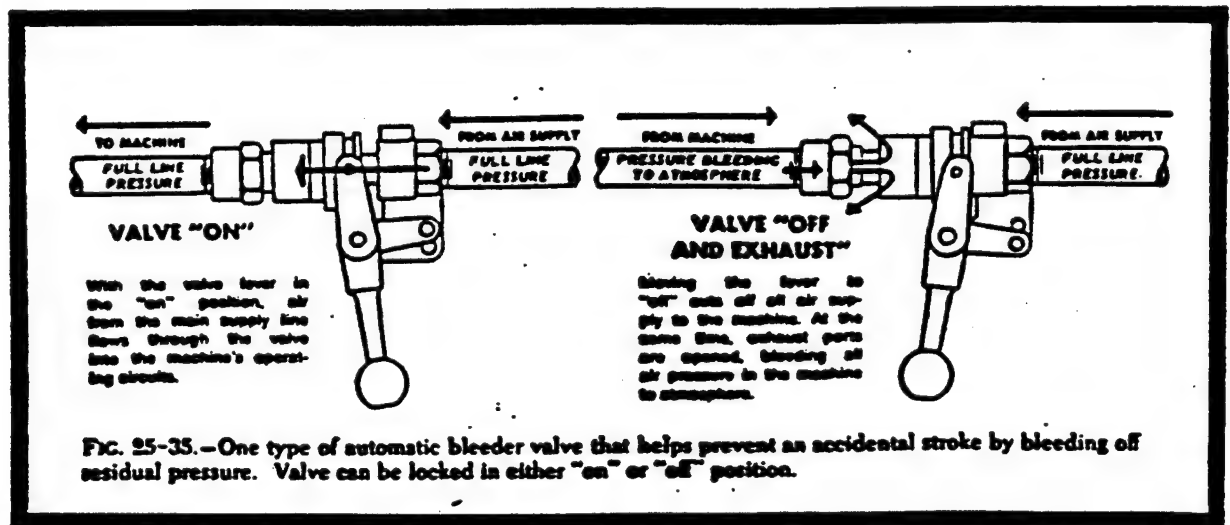 TO MACHINE
FULL LINE
PRESSURE
FROM AIR SUPPLY
FULL LINE
PRESSURE
VALVE "ON"
With the valve lever in
the "on" position, air
from the main supply line
flows through the valve
into the machine's operat-
ing circuits.
FROM MACHINE
PRESSURE BLEEDING
TO ATMOSPHERE
FROM AIR SUPPLY
FULL LINE
PRESSURE.
VALVE "OFF
AND EXHAUST"
Moving the lever to
"off" cuts off all air sup-
ply to the machine. At the
same time, exhaust ports
are opened, bleeding all
air pressure in the machine
to atmosphere.
FIG. 25-35.—One type of automatic bleeder valve that helps prevent an accidental stroke by bleeding off
residual pressure. Valve can be locked in either "on" or "off" position.